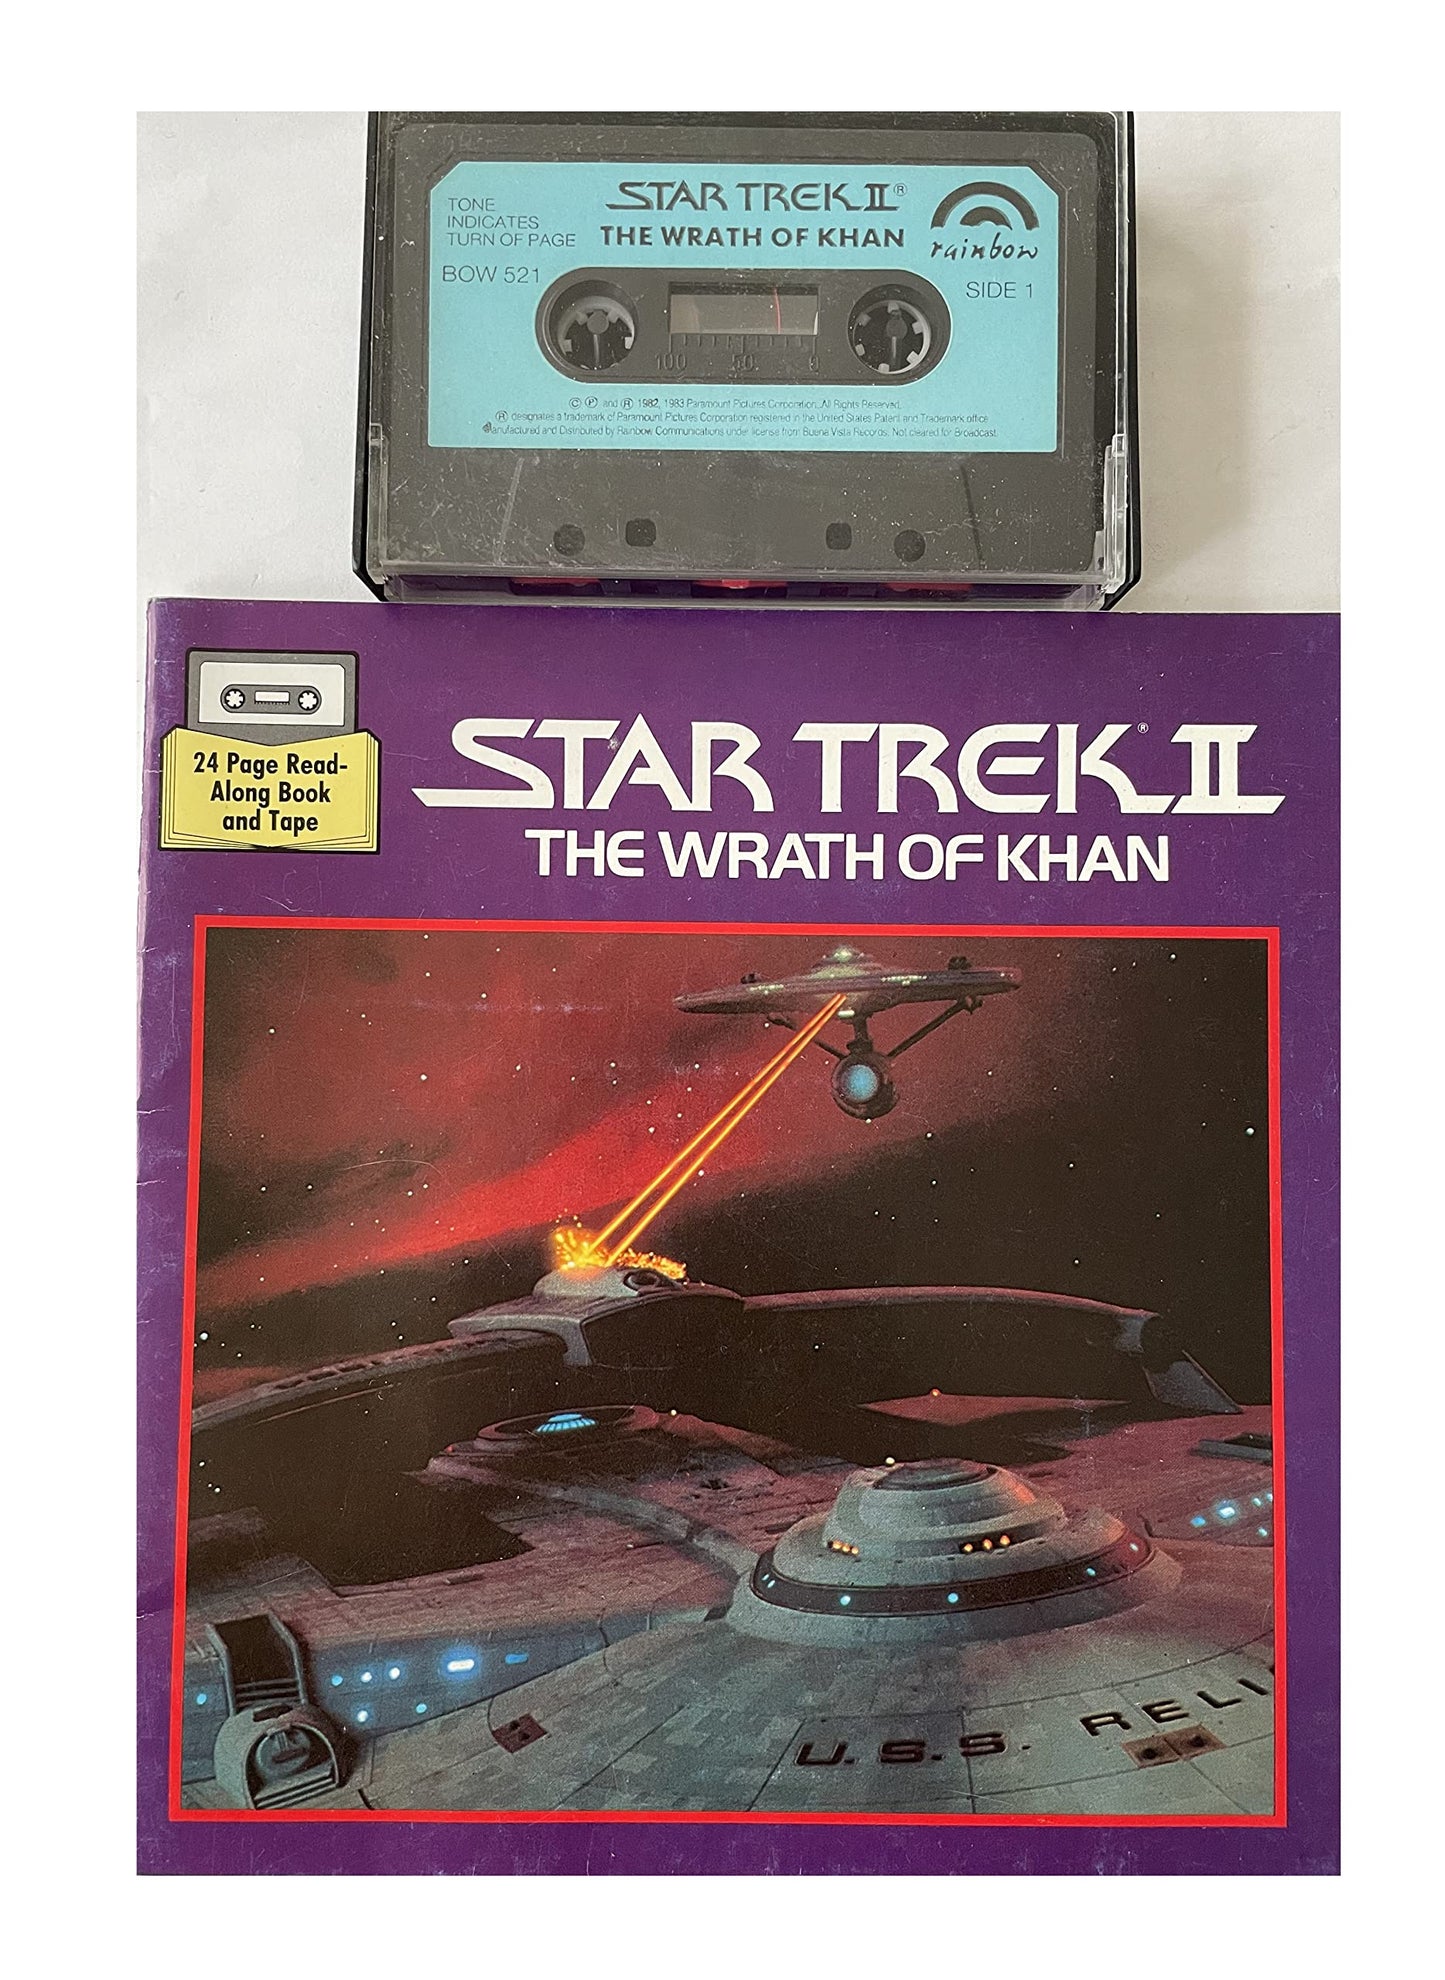 TONE
INDICATES
TURN OF PAGE
BOW 521
STAR TREK II®
THE WRATH OF KHAN
rainbow
SIDE 1
100 50 0
© ℗ and ® 1982, 1983 Paramount Pictures Corporation. All Rights Reserved.
® designates a trademark of Paramount Pictures Corporation registered in the United States Patent and Trademark office
Manufactured and Distributed by Rainbow Communications under license from Buena Vista Records. Not cleared for Broadcast.
24 Page Read-
Along Book
and Tape
STAR TREK® II
THE WRATH OF KHAN
U.S.S. RELI